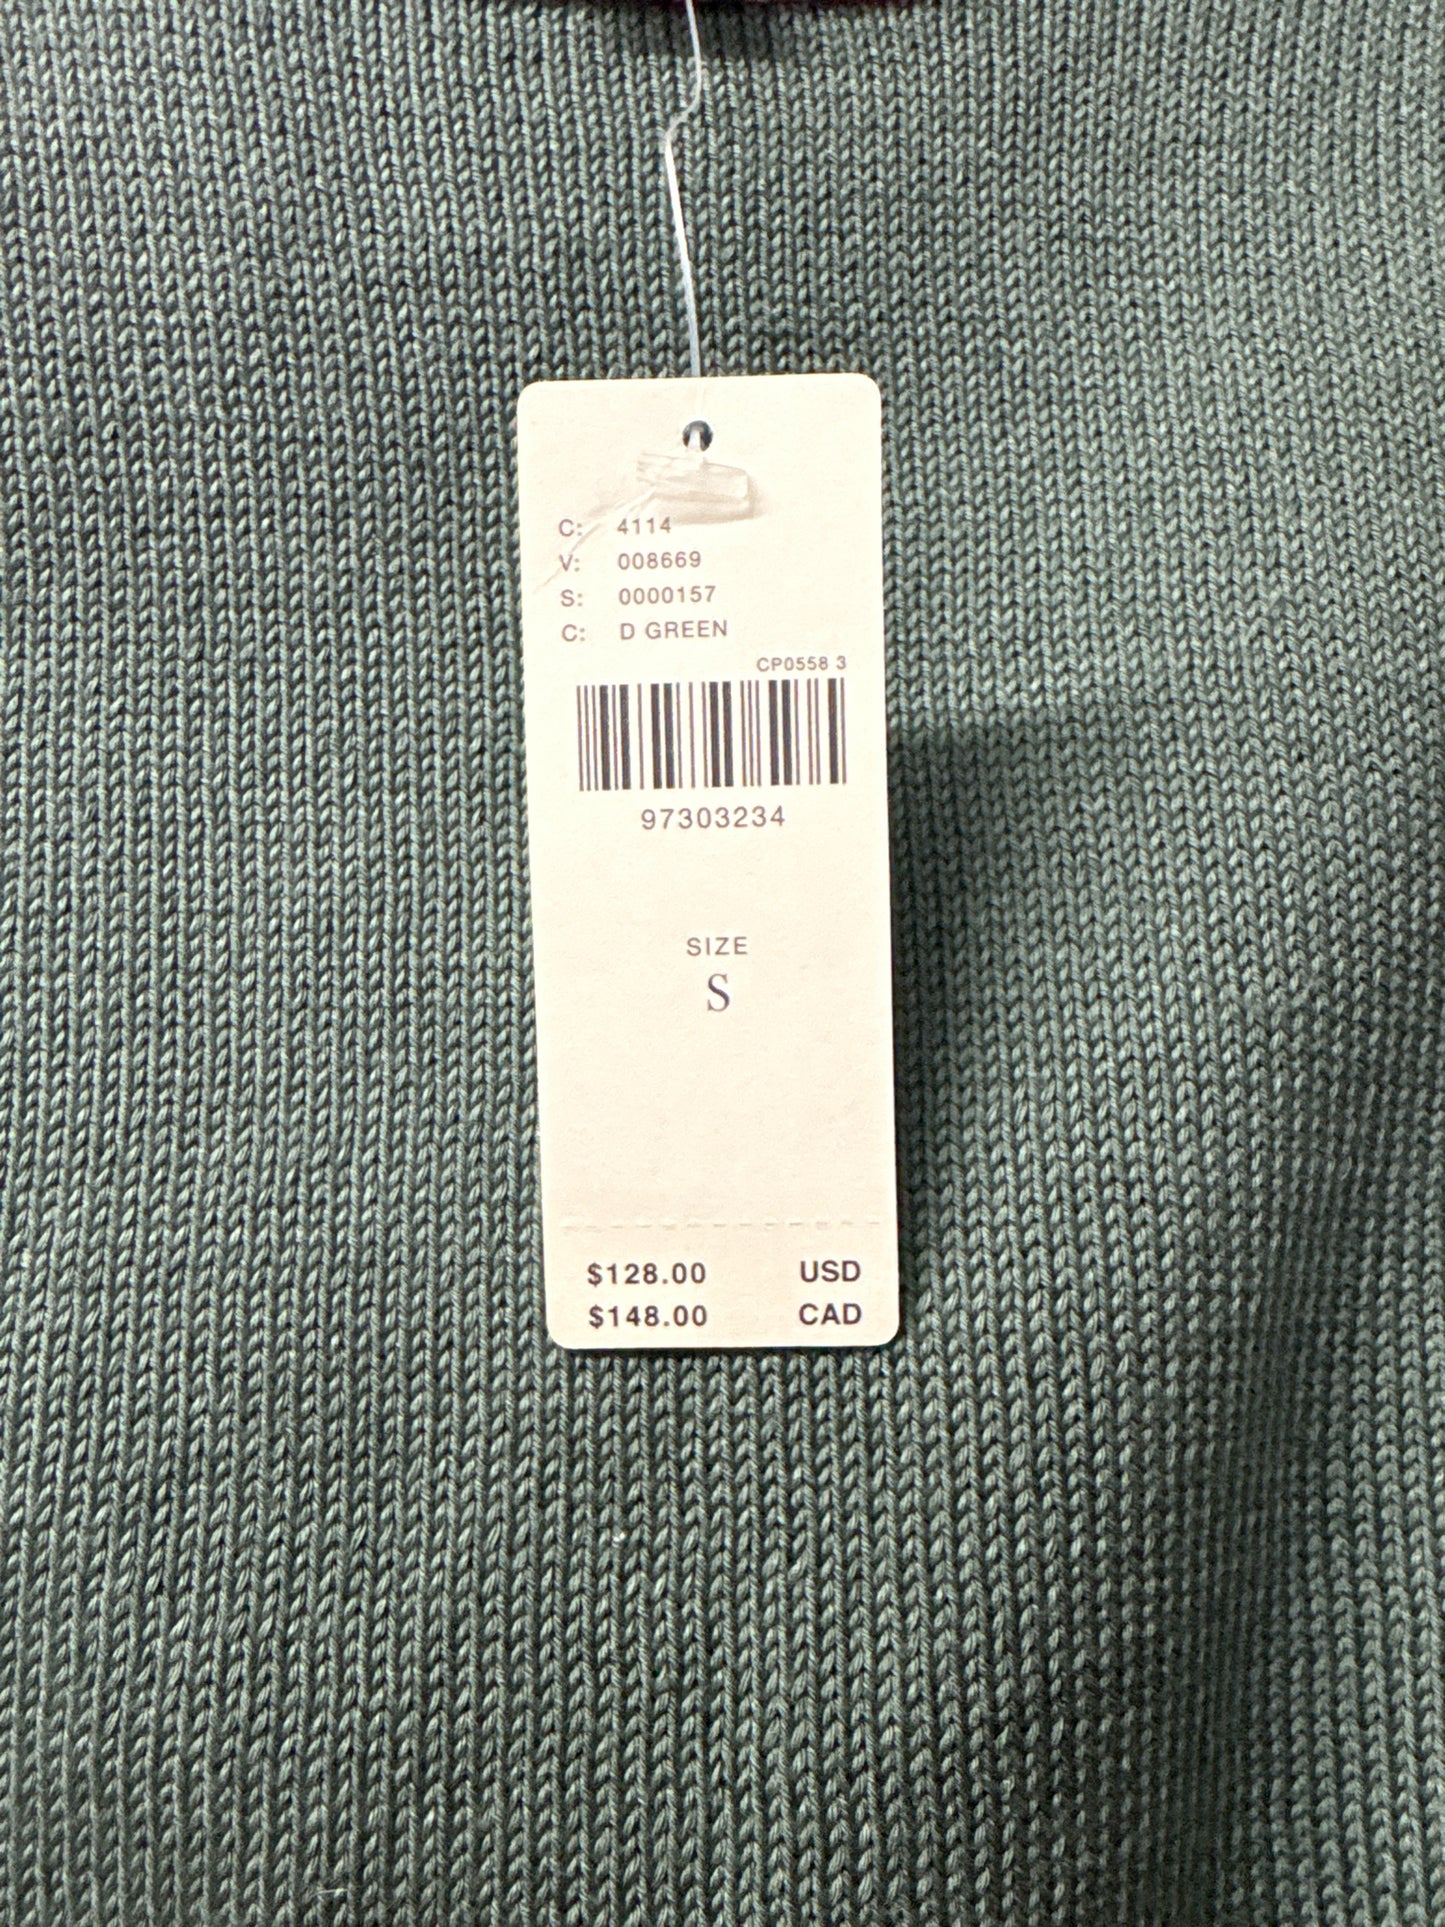 C: 4114
V: 008669
S: 0000157
C: D GREEN
CP0558 3
97303234
SIZE
S
$128.00 USD
$148.00 CAD